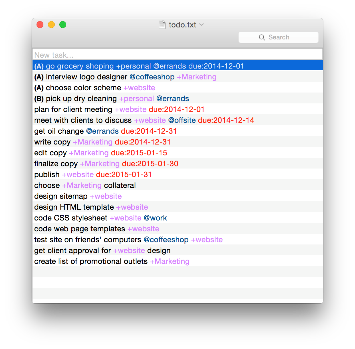 todo.txt
Search
New task...
(A) go grocery shoping +personal @errands due:2014-12-01
(A) interview logo designer @coffeeshop +Marketing
(A) choose color scheme +website
(B) pick up dry cleaning +personal @errands
plan for client meeting +website due:2014-12-01
meet with clients to discuss +website @offsite due:2014-12-14
get oil change @errands due:2014-12-31
write copy +Marketing due:2014-12-31
edit copy +Marketing due:2015-01-15
finalize copy +Marketing due:2015-01-30
publish +website due:2015-01-31
choose +Marketing collateral
design sitemap +website
design HTML template +website
code CSS stylesheet +website @work
code web page templates +website
test site on friends' computers @coffeeshop +website
get client approval for +website design
create list of promotional outlets +Marketing